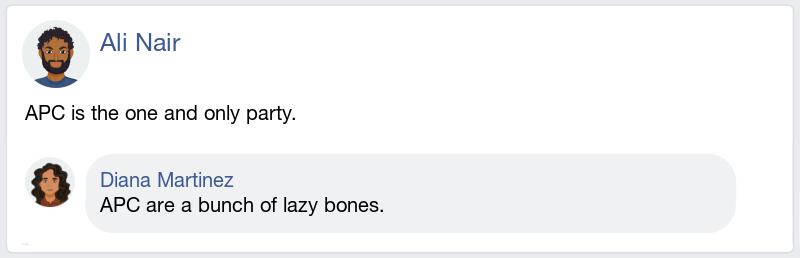 Ali Nair
APC is the one and only party.
Diana Martinez
APC are a bunch of lazy bones.